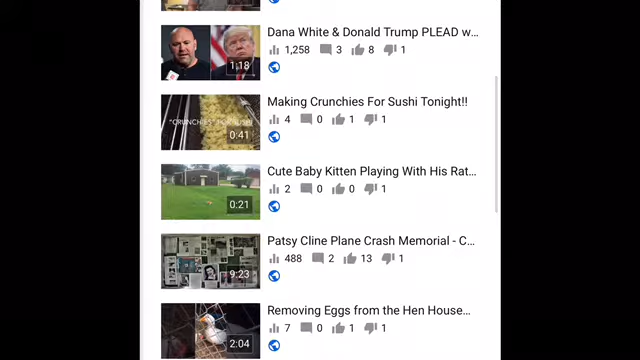 Dana White & Donald Trump PLEAD w...
1,258 3 8 1
1:18
Making Crunchies For Sushi Tonight!!
4 0 1 1
"CRUNCHIES" FOR SUSHI
0:41
Cute Baby Kitten Playing With His Rat...
2 0 0 1
0:21
Patsy Cline Plane Crash Memorial - C...
488 2 13 1
9:23
Removing Eggs from the Hen House...
7 0 1 1
2:04